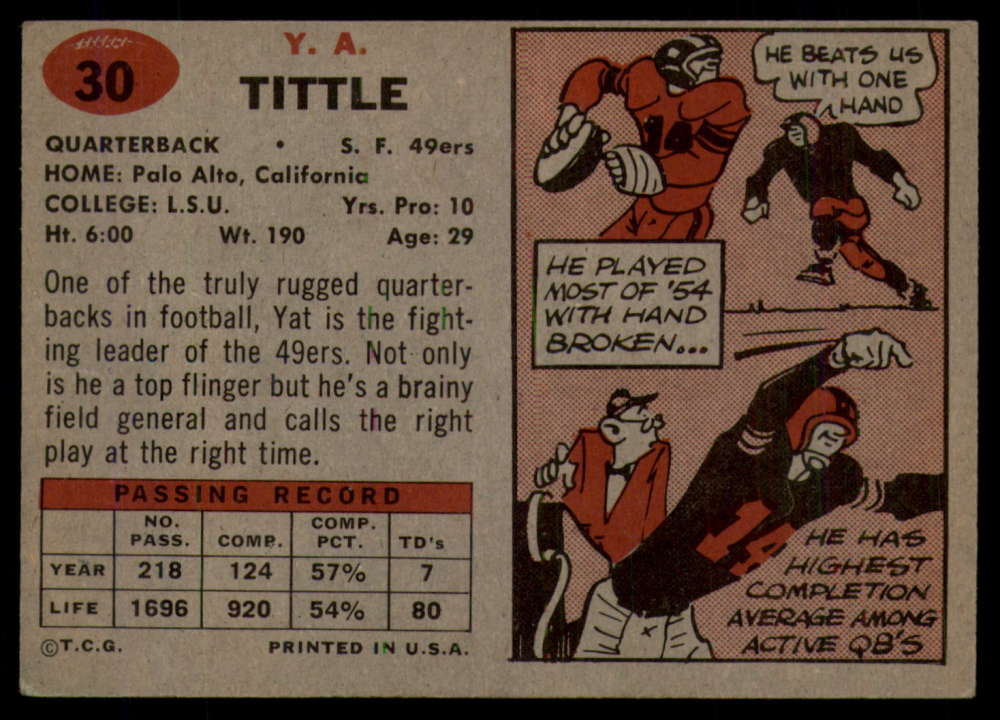 30
Y. A.
TITTLE
QUARTERBACK • S. F. 49ers
HOME: Palo Alto, California
COLLEGE: L.S.U. Yrs. Pro: 10
Ht. 6:00 Wt. 190 Age: 29
One of the truly rugged quarter-
backs in football, Yat is the fight-
ing leader of the 49ers. Not only
is he a top flinger but he's a brainy
field general and calls the right
play at the right time.
PASSING RECORD
NO. PASS. COMP. COMP. PCT. TD's
YEAR 218 124 57% 7
LIFE 1696 920 54% 80
©T.C.G. PRINTED IN U.S.A.
HE BEATS US
WITH ONE
HAND
14
HE PLAYED
MOST OF '54
WITH HAND
BROKEN...
14
HE HAS
HIGHEST
COMPLETION
AVERAGE AMONG
ACTIVE QB'S